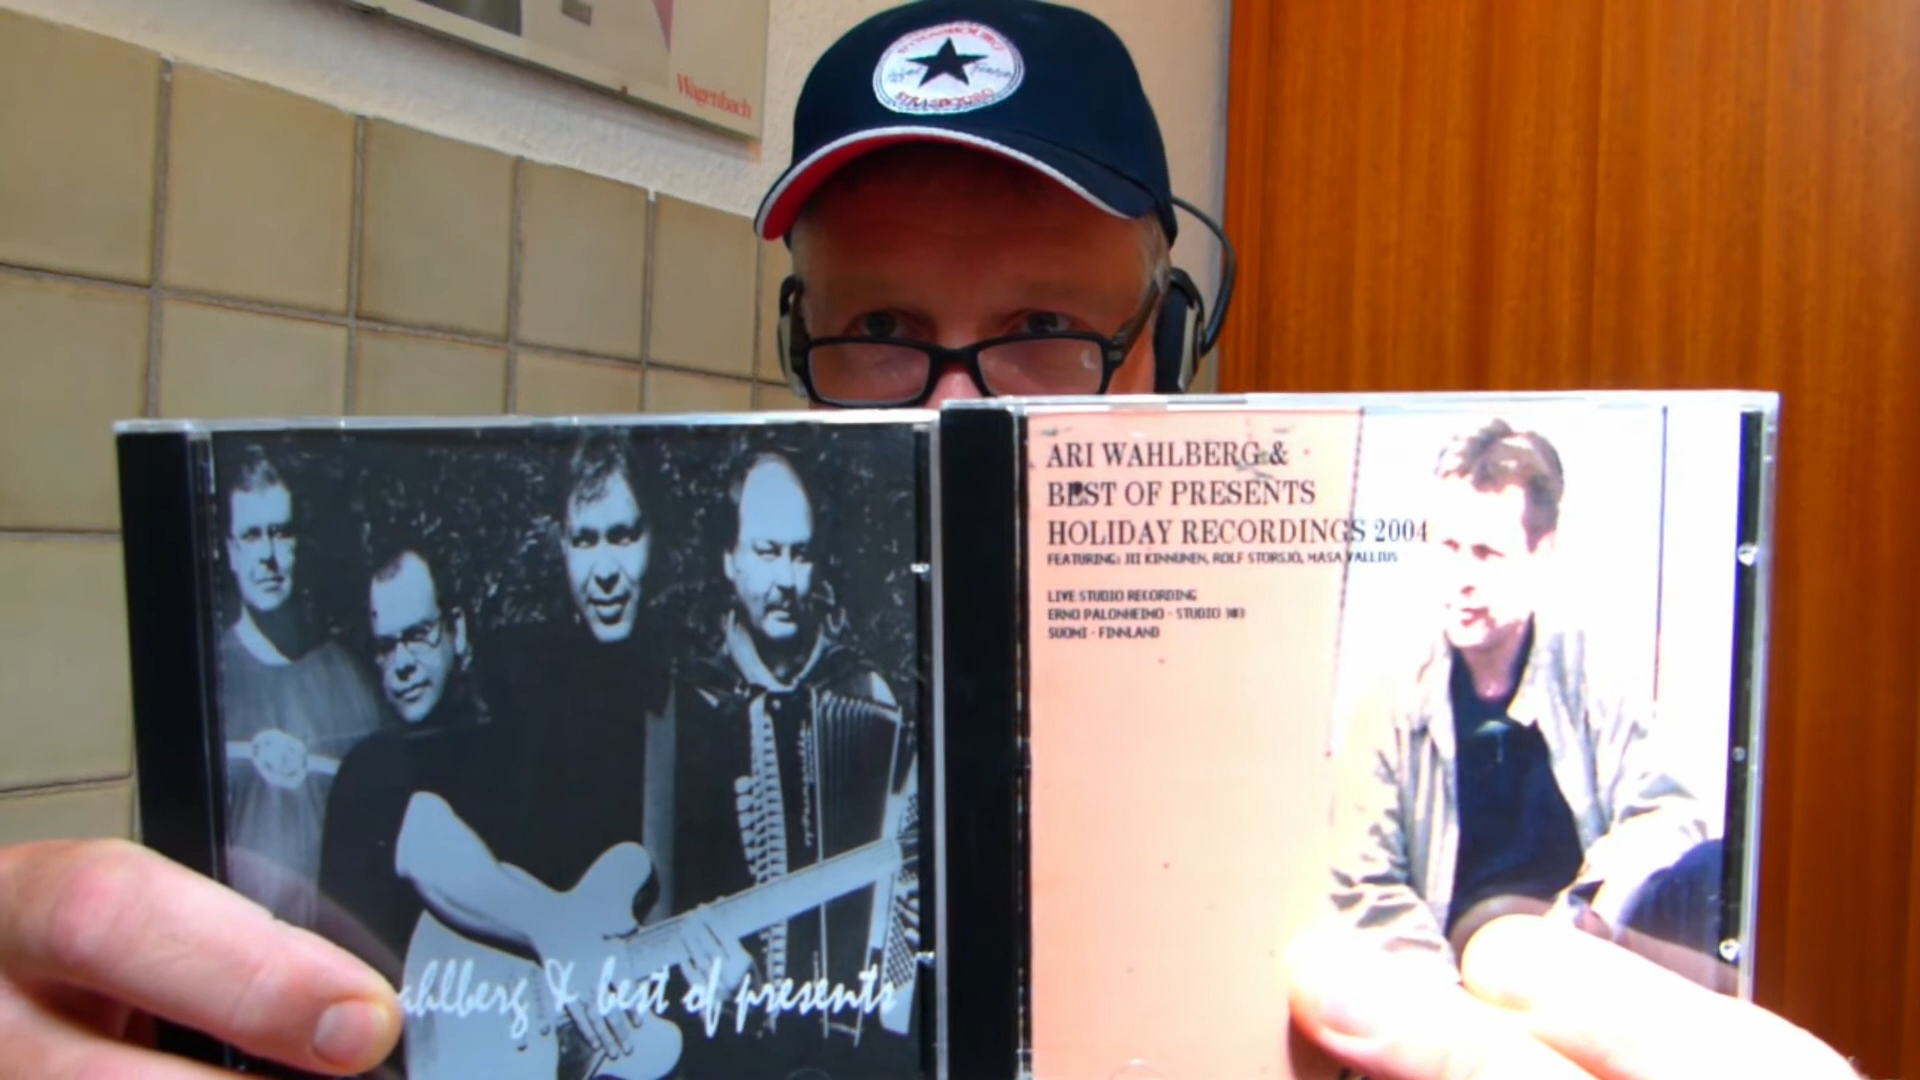 Wagenbach
STRASBOURG
ahlberg & best of presents
ARI WAHLBERG &
BEST OF PRESENTS
HOLIDAY RECORDINGS 2004
FEATURING: JII KINNUNEN, ROLF STORSJÖ, MASA VALLIUS
LIVE STUDIO RECORDING
ERNO PALONHEIMO - STUDIO 303
SUOMI - FINNLAND